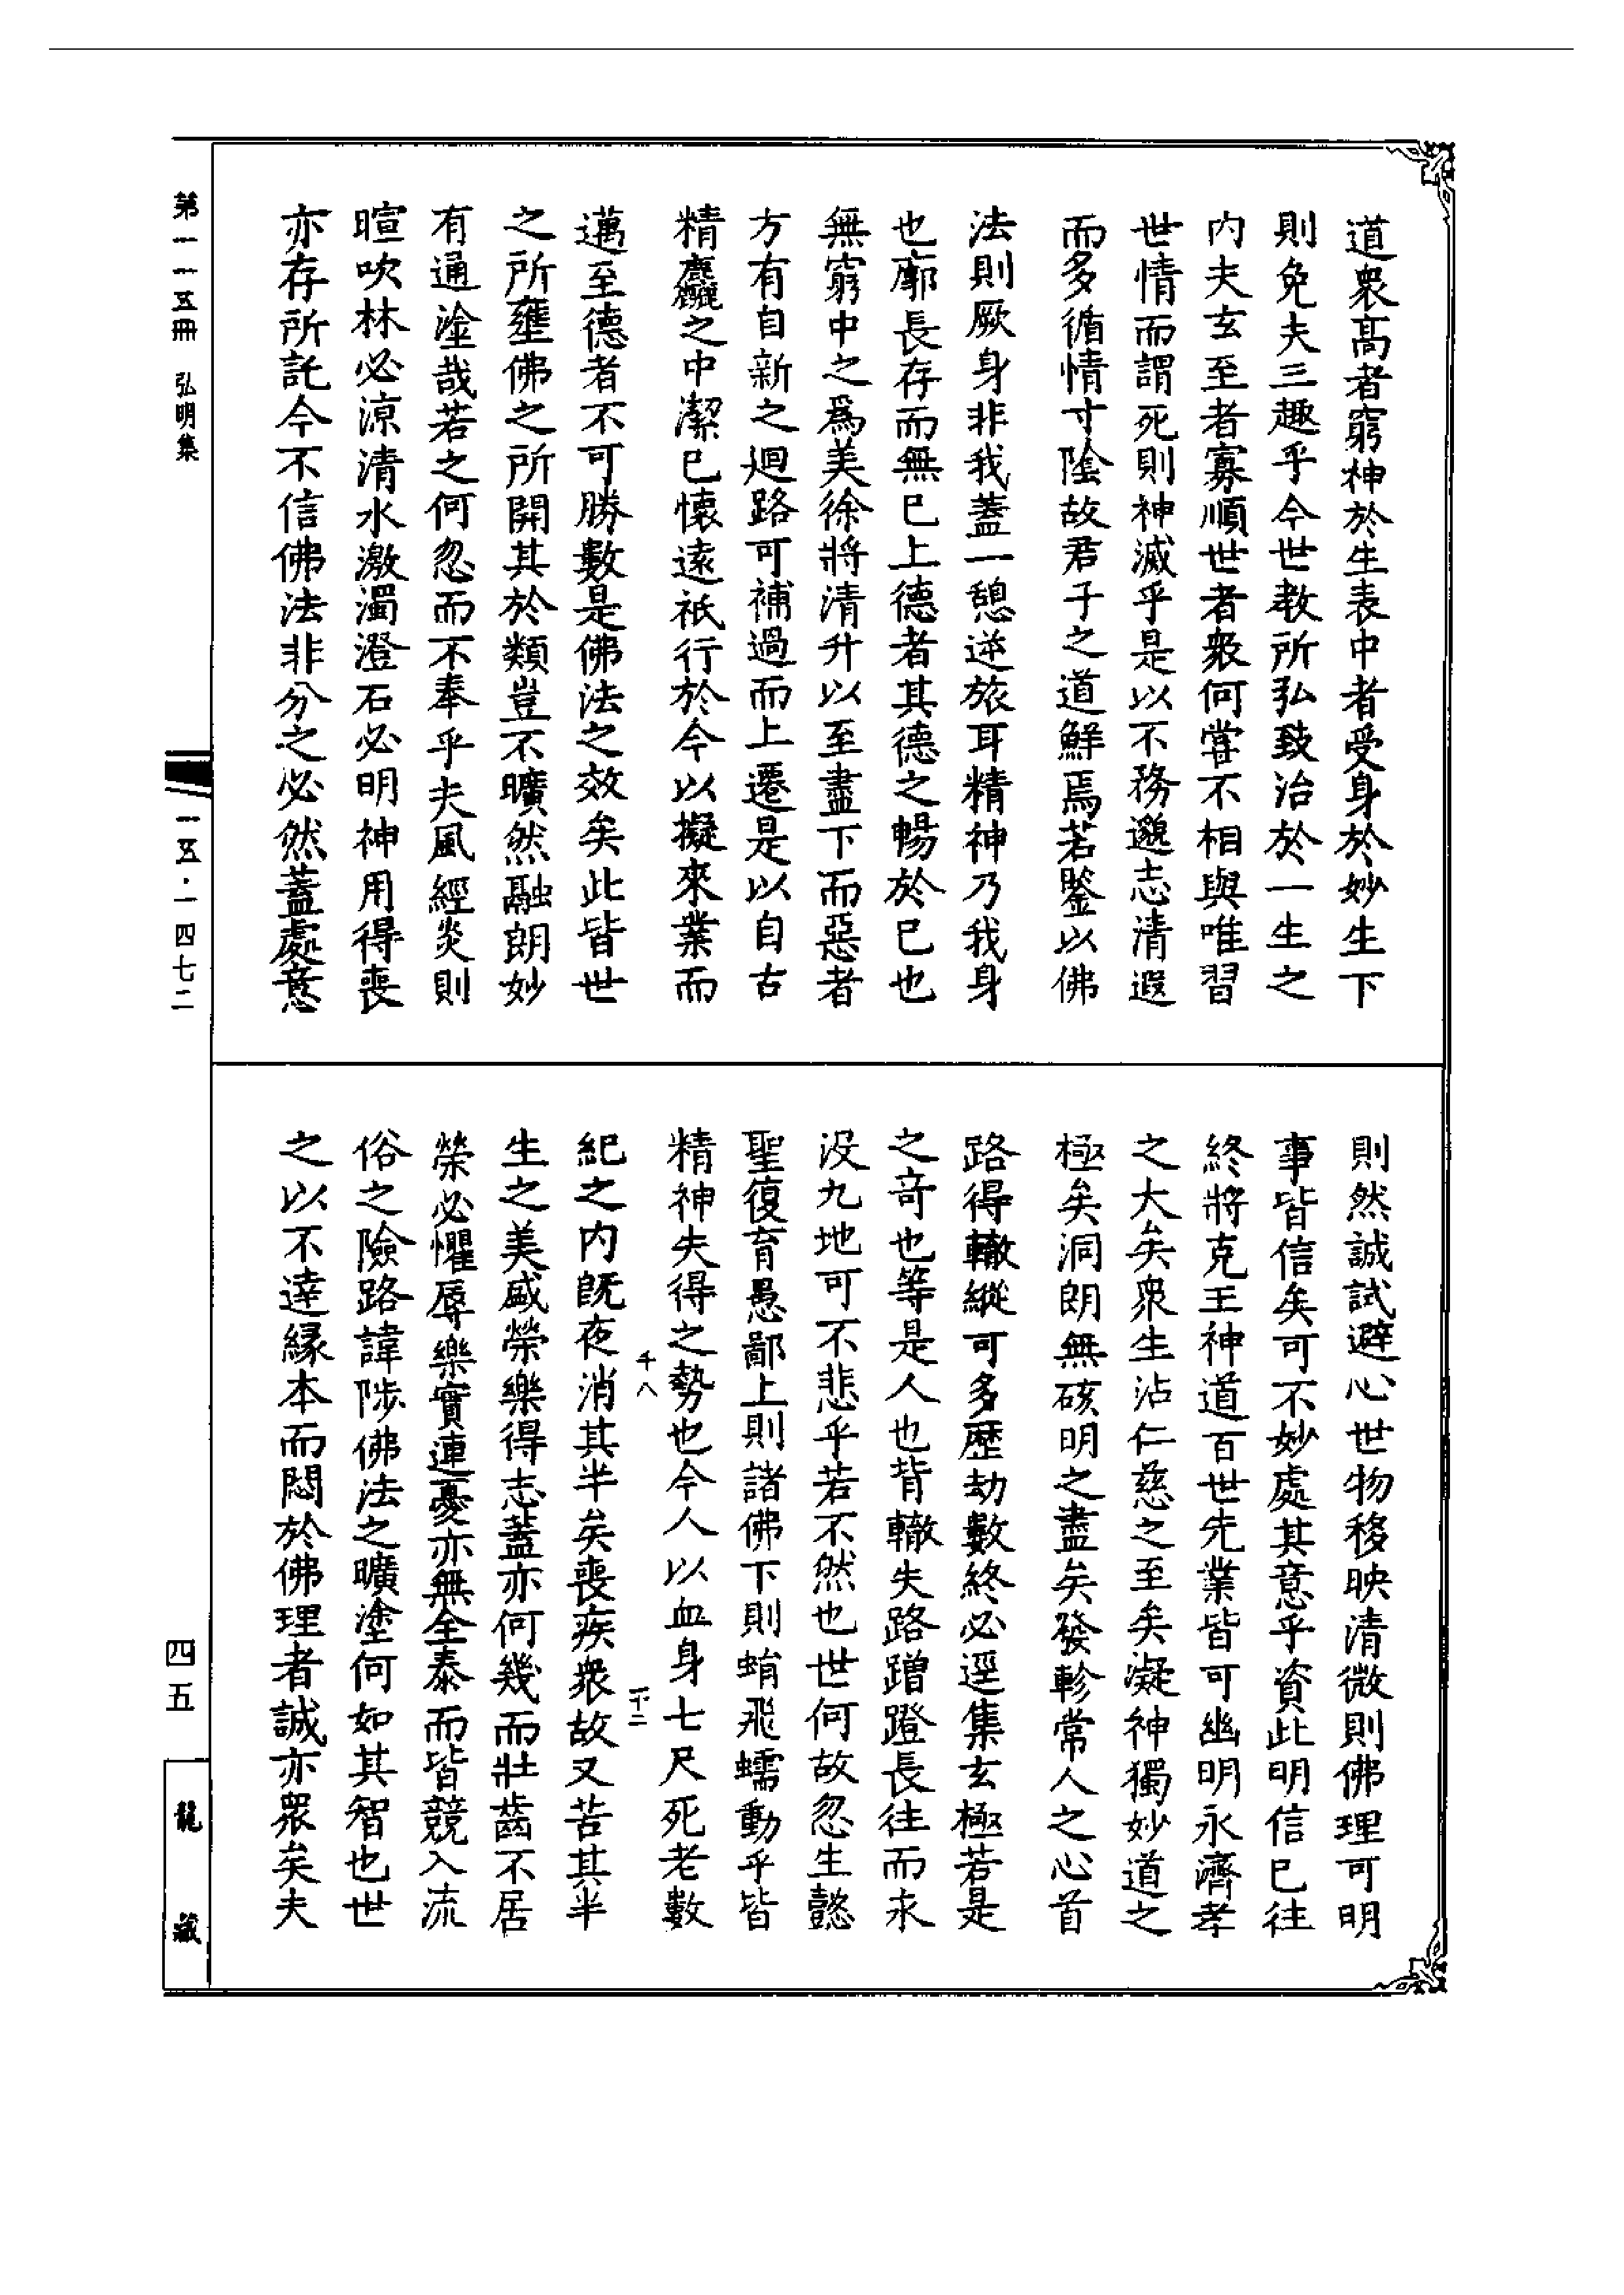 道衆高者窮神於生表中者受身於妙生下
則免夫三趣乎今世教所弘致治於一生之
内夫玄至者寡順世者衆何甞不相與唯習
世情而謂死則神滅乎是以不務邈志清遐
而多循情寸陰故君子之道鮮焉若鑒以佛
法則厥身非我蓋一憩逆旅耳精神乃我身
也廓長存而無已上德者其德之暢於已也
無窮中之爲美徐將清升以至盡下而惡者
方有自新之迴路可補過而上遷是以自古
精麤之中潔已懷遠祇行於今以擬來業而
邁至德者不可勝數是佛法之效矣此皆世
之所壅佛之所開其於類豈不曠然融朗妙
有通塗哉若之何忽而不奉乎夫風經炎則
暄吹林必凉清水激濁澄石必明神用得喪
亦存所託今不信佛法非分之必然蓋處意
則然誠試避心世物移映清微則佛理可明
事皆信矣可不妙處其意乎資此明信已往
終將克王神道百世先業皆可幽明永濟孝
之大矣衆生沾仁慈之至矣凝神獨妙道之
極矣洞朗無礙明之盡矣發軫常人之心首
路得轍縱可多歷劫數終必逕集玄極若是
之奇也等是人也背轍失路蹭蹬長往而永
没九地可不悲乎若不然也世何故忽生懿
聖復育愚鄙上則諸佛下則蜎飛蠕動乎皆
精神失得之勢也今人以血身七尺死老數
紀之内既夜消其半矣喪疾衆故又苦其半
生之美盛榮樂得志蓋亦何幾而壯齒不居
榮必懼辱樂實連憂亦無全泰而皆競入流
俗之險路諱陟佛法之曠塗何如其智也世
之以不達緣本而悶於佛理者誠亦衆矣夫
千八
下二
第一一五冊 弘明集
一五·一四七二
四五
龍藏